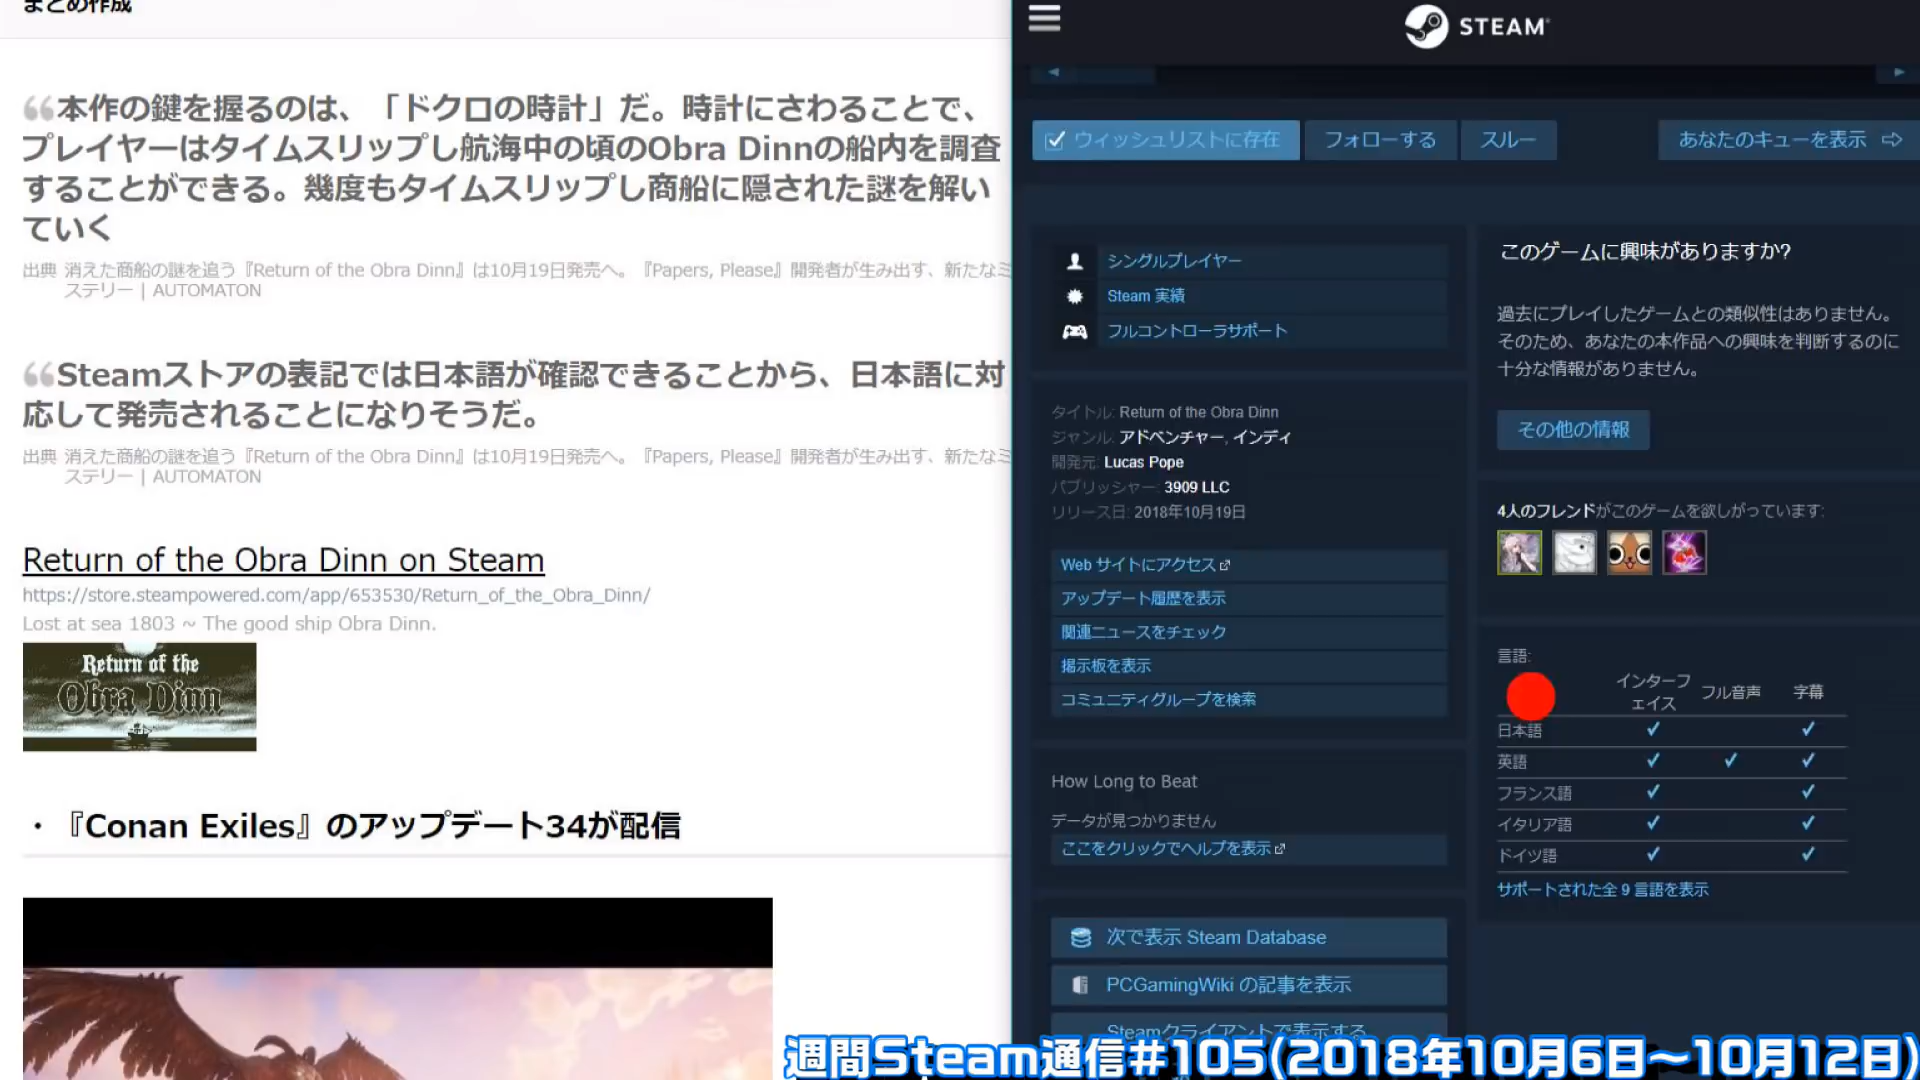 まとめ作成
本作の鍵を握るのは、「ドクロの時計」だ。時計にさわることで、
プレイヤーはタイムスリップし航海中の頃のObra Dinnの船内を調査
することができる。幾度もタイムスリップし商船に隠された謎を解い
ていく
出典 消えた商船の謎を追う『Return of the Obra Dinn』は10月19日発売へ。『Papers, Please』開発者が生み出す、新たなミ
ステリー | AUTOMATON
Steamストアの表記では日本語が確認できることから、日本語に対
応して発売されることになりそうだ。
出典 消えた商船の謎を追う『Return of the Obra Dinn』は10月19日発売へ。『Papers, Please』開発者が生み出す、新たなミ
ステリー | AUTOMATON
Return of the Obra Dinn on Steam
https://store.steampowered.com/app/653530/Return_of_the_Obra_Dinn/
Lost at sea 1803 ~ The good ship Obra Dinn.
Return of the
Obra Dinn
・『Conan Exiles』のアップデート34が配信
STEAM
ウィッシュリストに存在
フォローする
スルー
あなたのキューを表示
シングルプレイヤー
Steam 実績
フルコントローラサポート
タイトル: Return of the Obra Dinn
ジャンル: アドベンチャー, インディ
開発元: Lucas Pope
パブリッシャー: 3909 LLC
リリース日: 2018年10月19日
Web サイトにアクセス
アップデート履歴を表示
関連ニュースをチェック
掲示板を表示
コミュニティグループを検索
How Long to Beat
データが見つかりません
ここをクリックでヘルプを表示
次で表示 Steam Database
PCGamingWiki の記事を表示
Steamクライアントで表示する
このゲームに興味がありますか?
過去にプレイしたゲームとの類似性はありません。
そのため、あなたの本作品への興味を判断するのに
十分な情報がありません。
その他の情報
4人のフレンドがこのゲームを欲しがっています:
言語:
インターフェイス フル音声 字幕
日本語 ✓ ✓
英語 ✓ ✓ ✓
フランス語 ✓ ✓
イタリア語 ✓ ✓
ドイツ語 ✓ ✓
サポートされた全 9 言語を表示
週間Steam通信#105(2018年10月6日～10月12日)